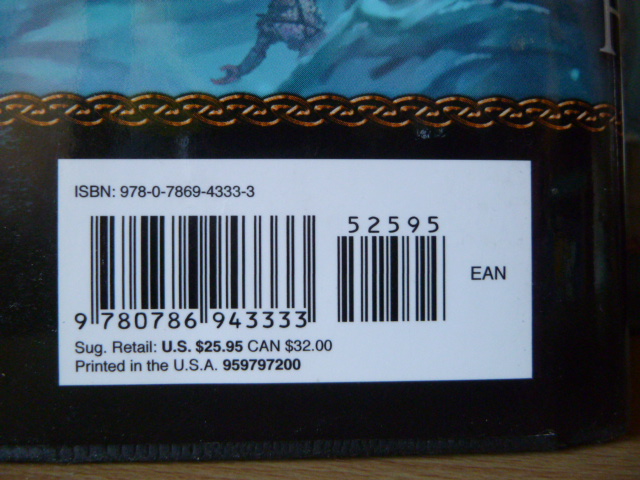 ISBN: 978-0-7869-4333-3
52595
9 780786 943333
EAN
Sug. Retail: U.S. $25.95 CAN $32.00
Printed in the U.S.A. 959797200